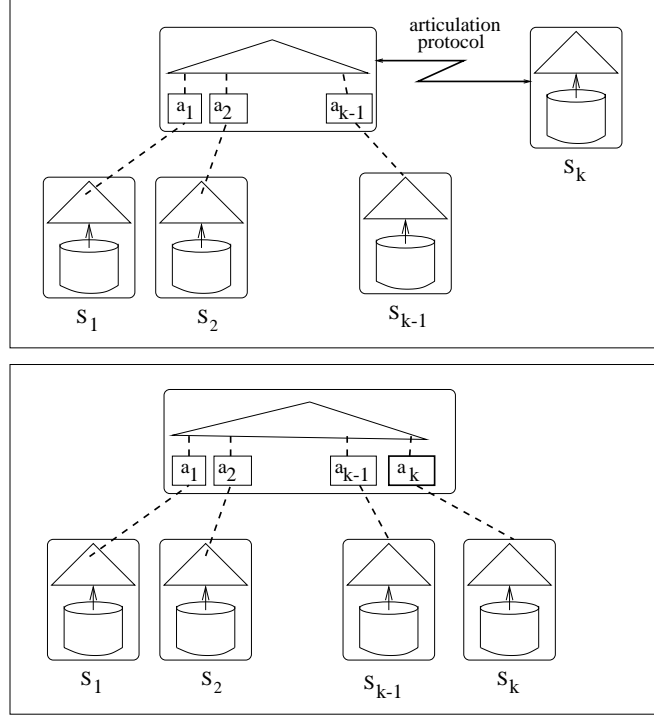 articulation
protocol
a1
a2
ak-1
Sk
S1
S2
Sk-1
a1
a2
ak-1
ak
S1
S2
Sk-1
Sk